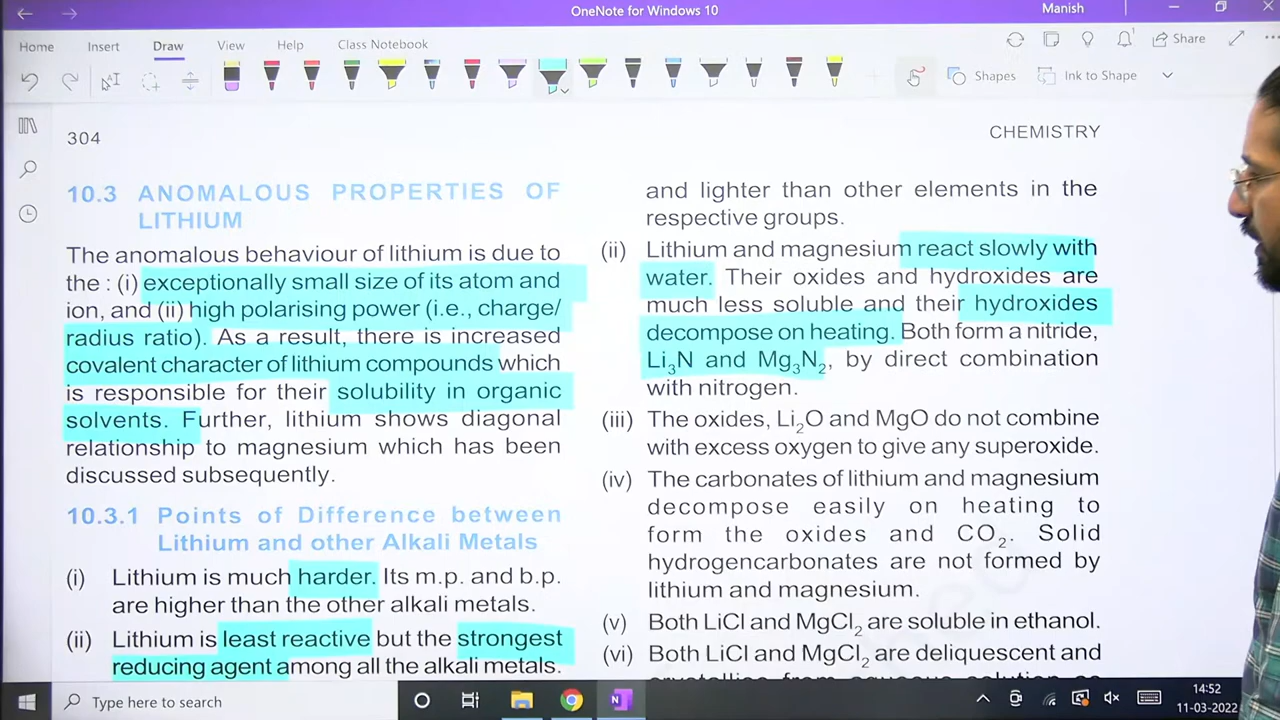 OneNote for Windows 10
Manish
Home Insert Draw View Help Class Notebook
Share
Shapes
Ink to Shape
304
CHEMISTRY
10.3 ANOMALOUS PROPERTIES OF
LITHIUM
The anomalous behaviour of lithium is due to
the : (i) exceptionally small size of its atom and
ion, and (ii) high polarising power (i.e., charge/
radius ratio). As a result, there is increased
covalent character of lithium compounds which
is responsible for their solubility in organic
solvents. Further, lithium shows diagonal
relationship to magnesium which has been
discussed subsequently.
10.3.1 Points of Difference between
Lithium and other Alkali Metals
(i) Lithium is much harder. Its m.p. and b.p.
are higher than the other alkali metals.
(ii) Lithium is least reactive but the strongest
reducing agent among all the alkali metals.
and lighter than other elements in the
respective groups.
(ii) Lithium and magnesium react slowly with
water. Their oxides and hydroxides are
much less soluble and their hydroxides
decompose on heating. Both form a nitride,
Li₃N and Mg₃N₂, by direct combination
with nitrogen.
(iii) The oxides, Li₂O and MgO do not combine
with excess oxygen to give any superoxide.
(iv) The carbonates of lithium and magnesium
decompose easily on heating to
form the oxides and CO₂. Solid
hydrogencarbonates are not formed by
lithium and magnesium.
(v) Both LiCl and MgCl₂ are soluble in ethanol.
(vi) Both LiCl and MgCl₂ are deliquescent and
Type here to search
14:52
11-03-2022